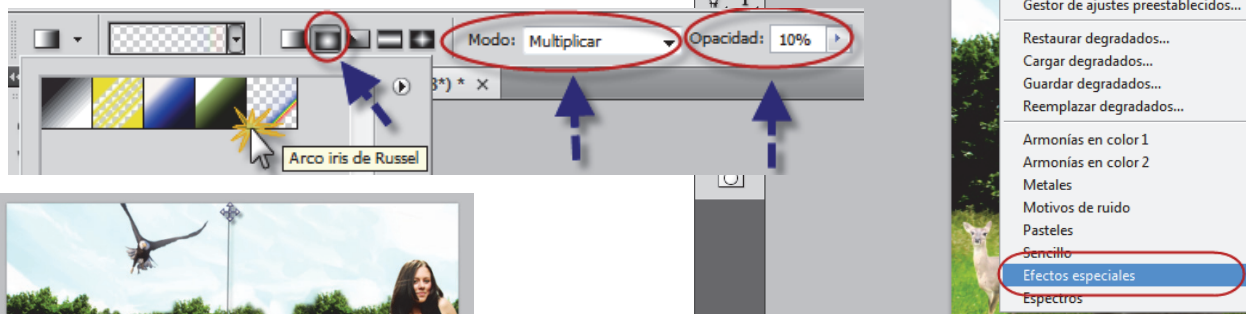 Modo: Multiplicar Opacidad: 10%
8*) * ×
Arco iris de Russel
Gestor de ajustes preestablecidos...
Restaurar degradados...
Cargar degradados...
Guardar degradados...
Reemplazar degradados...
Armonías en color 1
Armonías en color 2
Metales
Motivos de ruido
Pasteles
Sencillo
Efectos especiales
Espectros